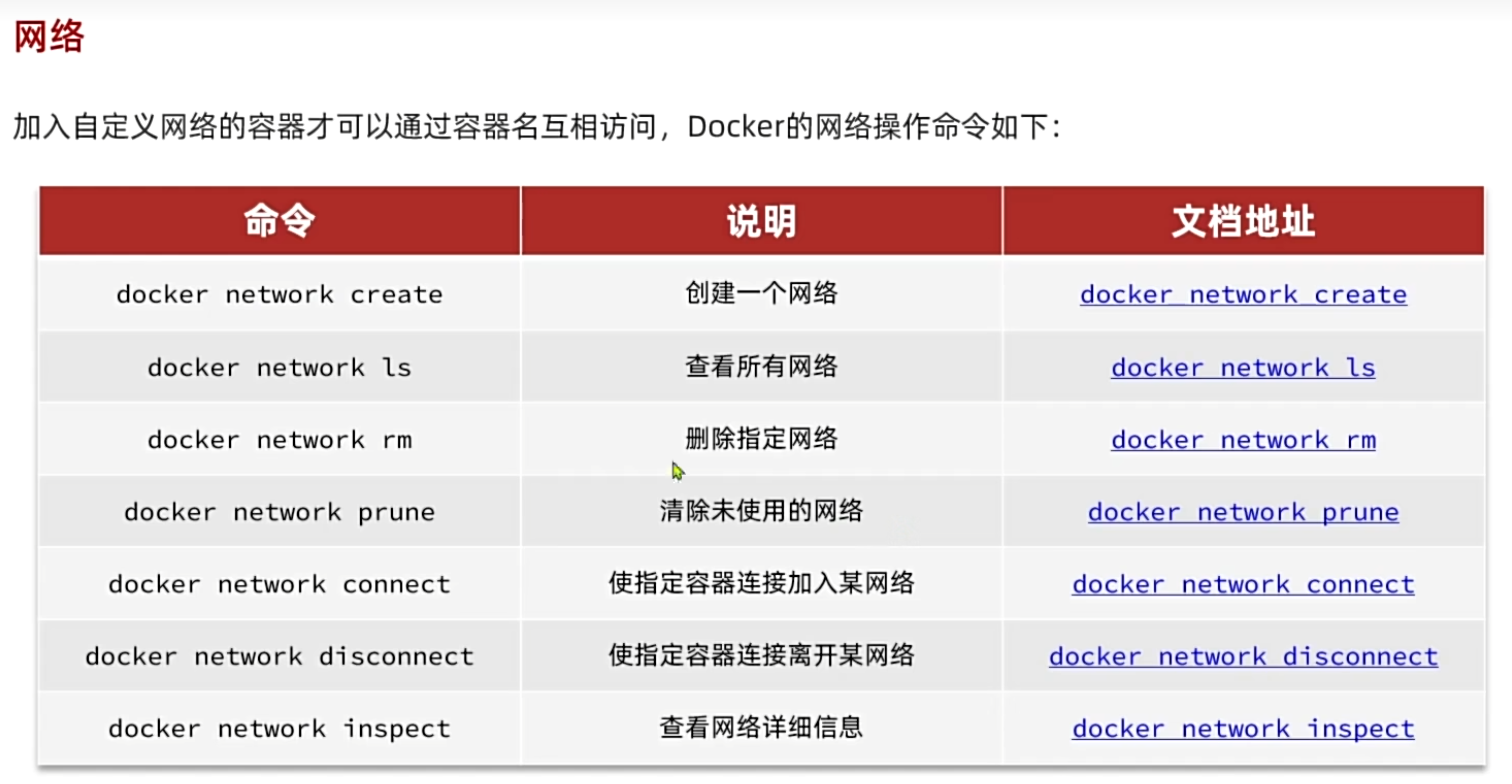 网络
加入自定义网络的容器才可以通过容器名互相访问，Docker的网络操作命令如下：
命令 说明 文档地址
docker network create 创建一个网络 docker network create
docker network ls 查看所有网络 docker network ls
docker network rm 删除指定网络 docker network rm
docker network prune 清除未使用的网络 docker network prune
docker network connect 使指定容器连接加入某网络 docker network connect
docker network disconnect 使指定容器连接离开某网络 docker network disconnect
docker network inspect 查看网络详细信息 docker network inspect